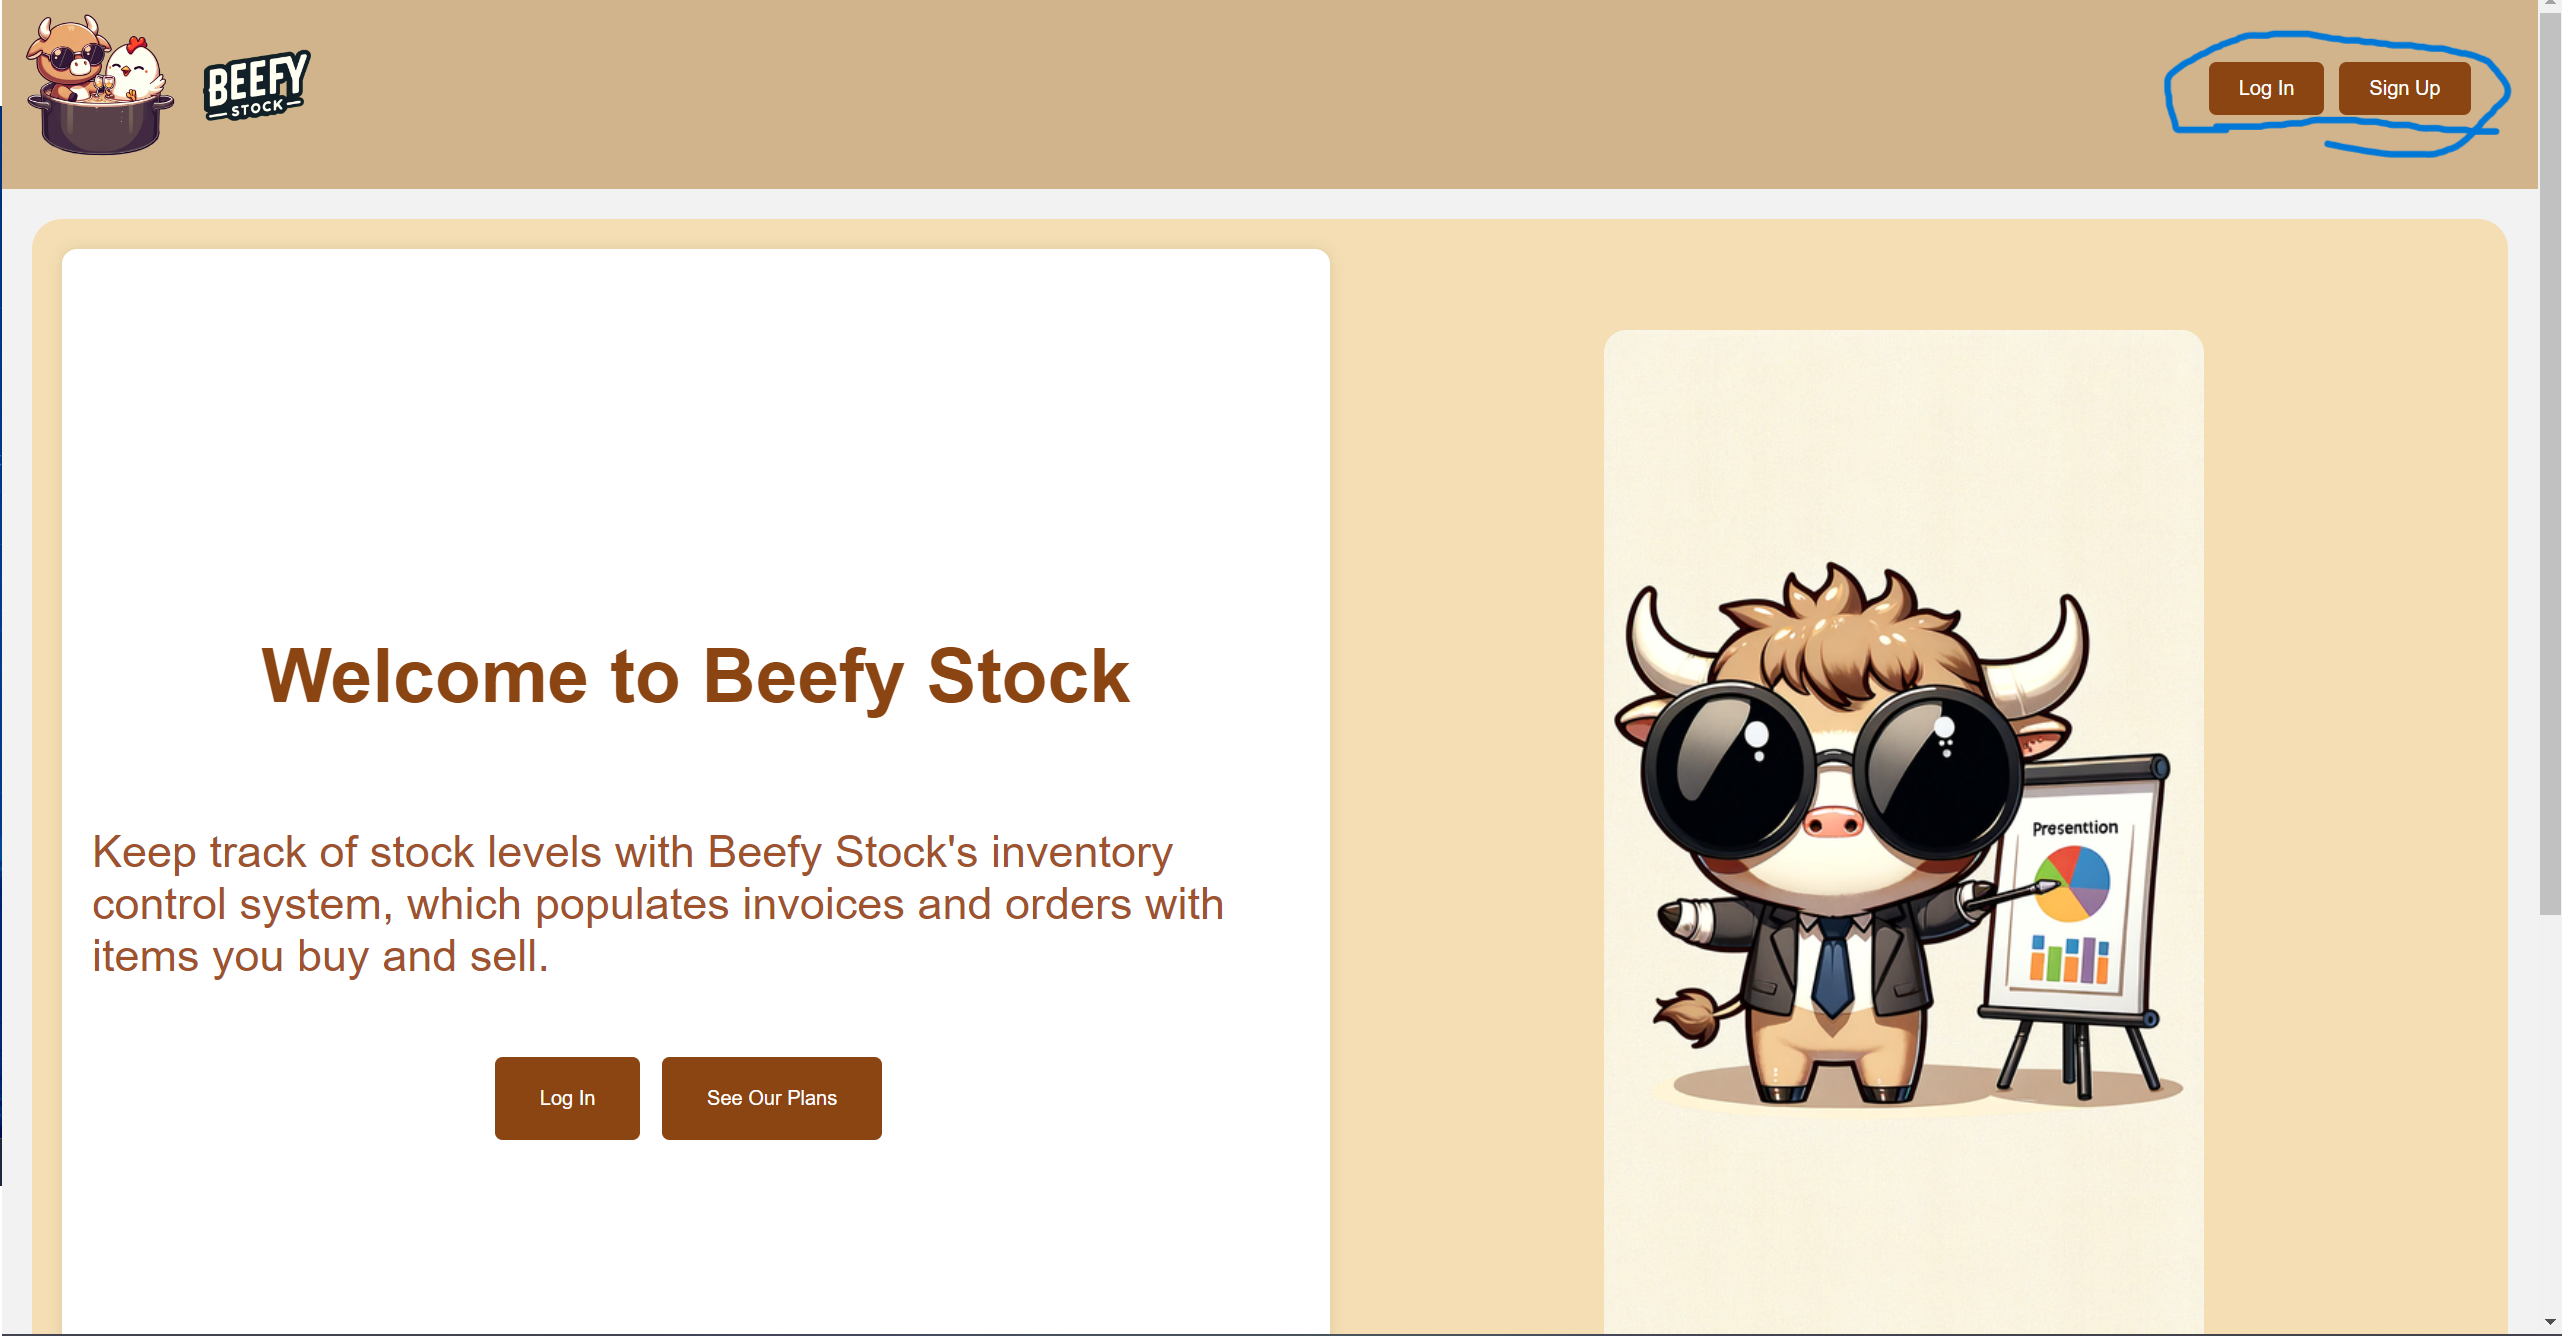 BEEFY
STOCK
Log In
Sign Up
Welcome to Beefy Stock
Keep track of stock levels with Beefy Stock's inventory
control system, which populates invoices and orders with
items you buy and sell.
Log In
See Our Plans
Presenttion